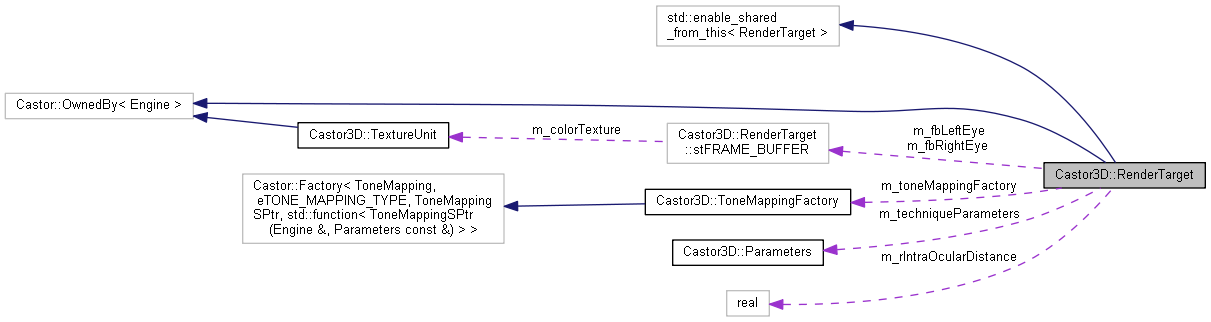 std::enable_shared
_from_this< RenderTarget >
Castor::OwnedBy< Engine >
Castor3D::TextureUnit
m_colorTexture
Castor3D::RenderTarget
::stFRAME_BUFFER
m_fbLeftEye
m_fbRightEye
Castor3D::RenderTarget
Castor::Factory< ToneMapping,
eTONE_MAPPING_TYPE, ToneMapping
SPtr, std::function< ToneMappingSPtr
(Engine &, Parameters const &) > >
Castor3D::ToneMappingFactory
m_toneMappingFactory
m_techniqueParameters
Castor3D::Parameters
m_rIntraOcularDistance
real